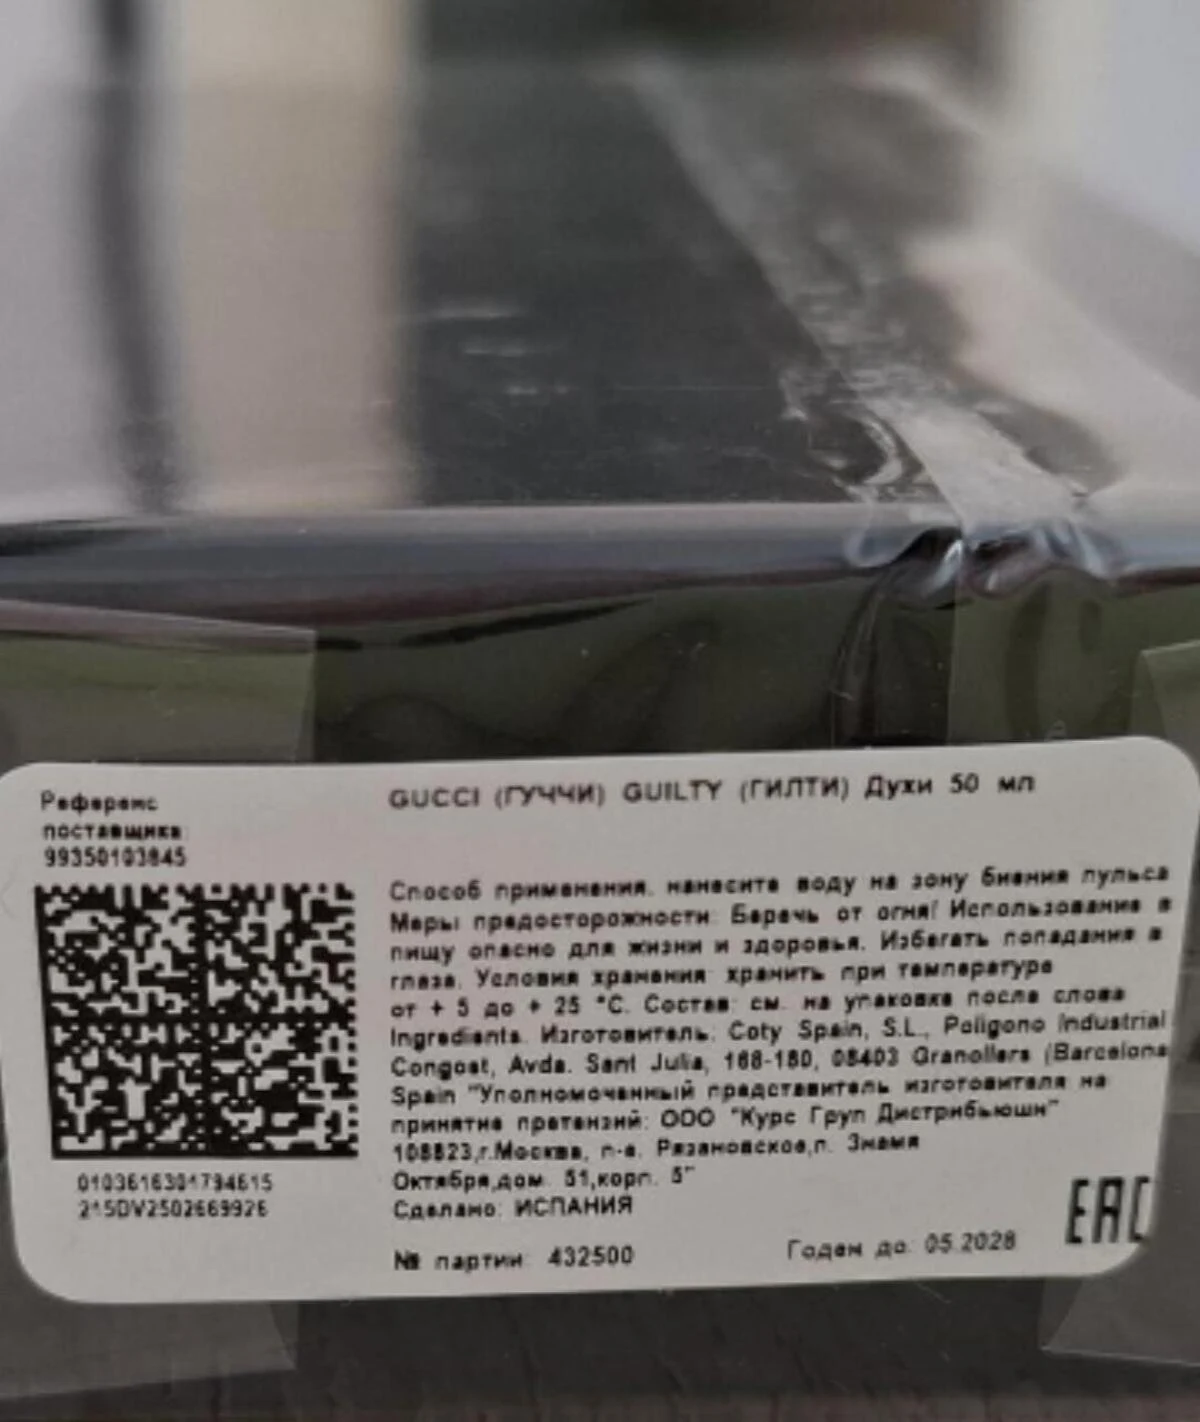 Референс
поставщика
99350103845
0103616301794615
215DV2502669926
GUCCI (ГУЧЧИ) GUILTY (ГИЛТИ) Духи 50 мл
Способ применения: нанесите воду на зону биения пульса
Меры предосторожности: Беречь от огня! Использование в
пищу опасно для жизни и здоровья. Избегать попадания в
глаза. Условия хранения: хранить при температуре
от + 5 до + 25 °C. Состав: см. на упаковке после слова
Ingredients. Изготовитель: Coty Spain, S.L., Poligono Industrial
Congost, Avda. Sant Julia, 168-180, 08403 Granollers (Barcelona
Spain "Уполномоченный представитель изготовителя на
принятие претензий: ООО "Курс Груп Дистрибьюшн"
108823,г.Москва, п-е. Рязановское,п. Знамя
Октября,дом. 31,корп. 5"
Сделано: ИСПАНИЯ
№ партии: 432500
Годен до: 05.2028
EAC